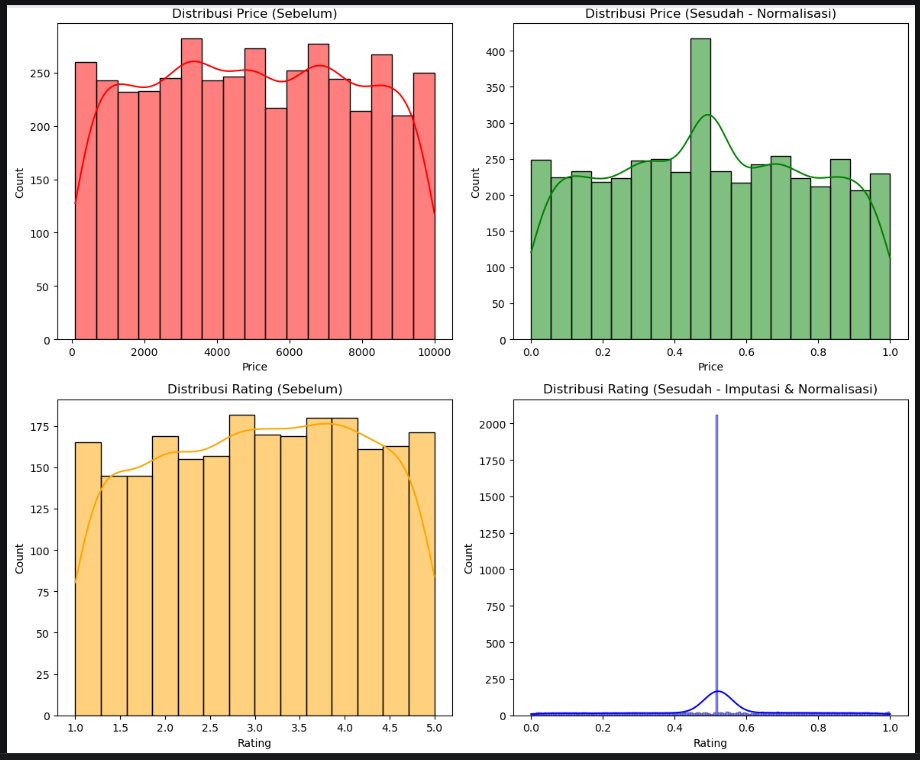 Distribusi Price (Sebelum)
Count
250
200
150
100
50
0
0 2000 4000 6000 8000 10000
Price
Distribusi Price (Sesudah - Normalisasi)
Count
400
350
300
250
200
150
100
50
0
0.0 0.2 0.4 0.6 0.8 1.0
Price
Distribusi Rating (Sebelum)
Count
175
150
125
100
75
50
25
0
1.0 1.5 2.0 2.5 3.0 3.5 4.0 4.5 5.0
Rating
Distribusi Rating (Sesudah - Imputasi & Normalisasi)
Count
2000
1750
1500
1250
1000
750
500
250
0
0.0 0.2 0.4 0.6 0.8 1.0
Rating